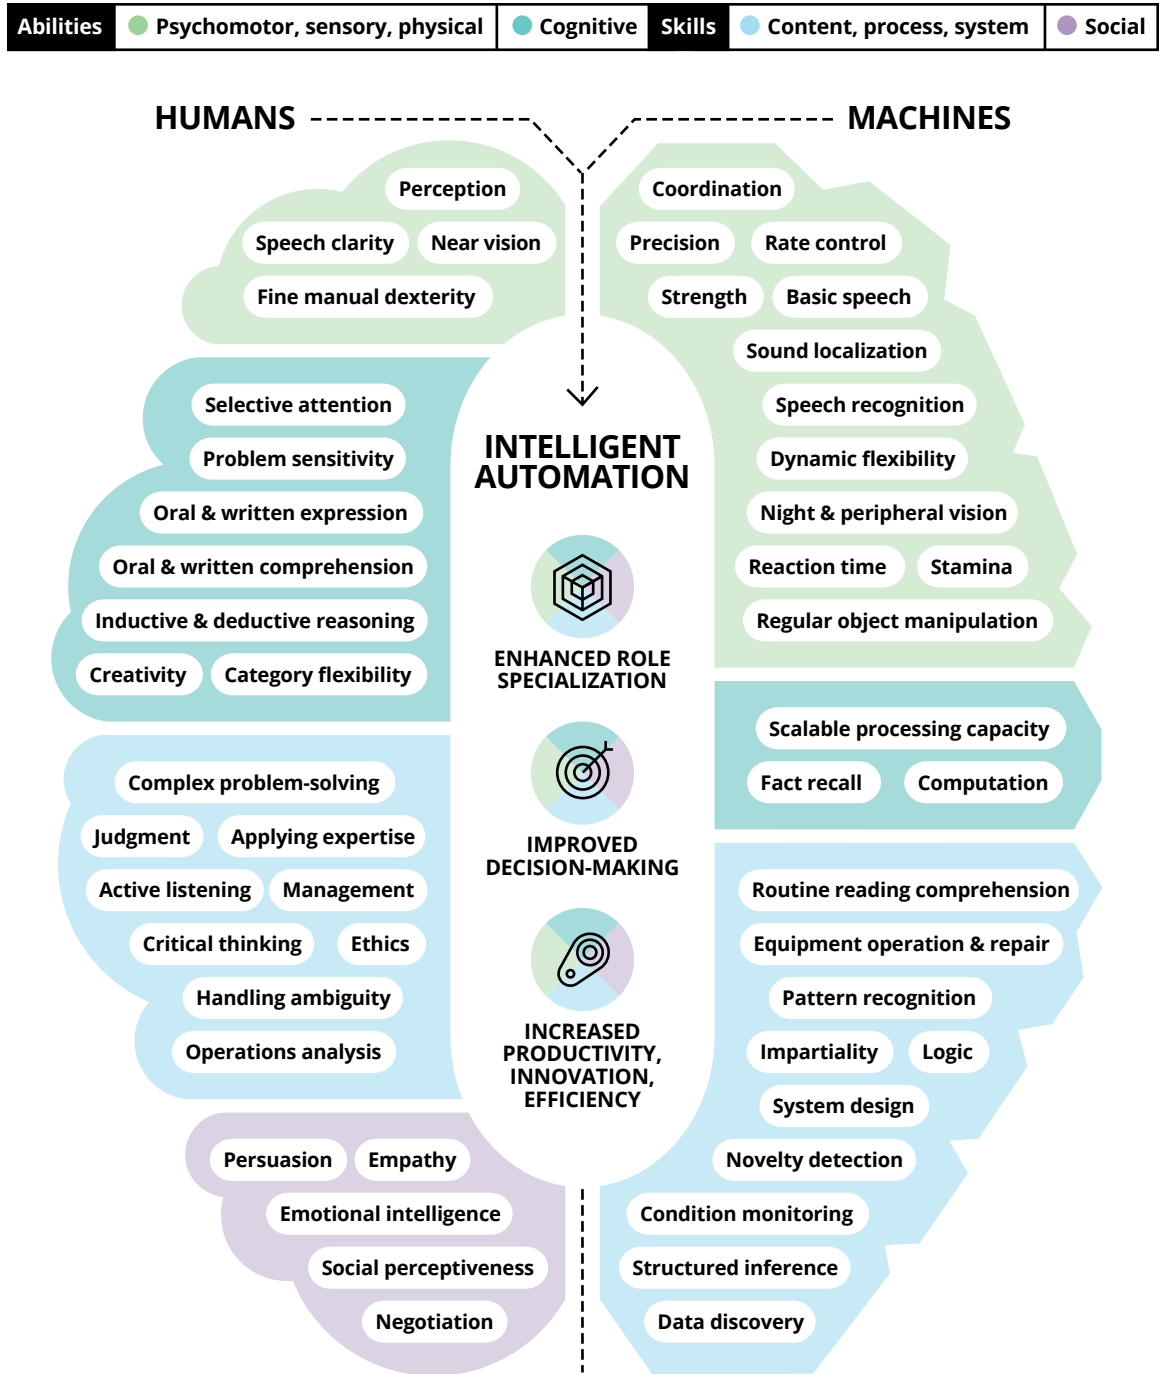 Abilities Psychomotor, sensory, physical Cognitive Skills Content, process, system Social
HUMANS
MACHINES
Perception
Speech clarity Near vision
Fine manual dexterity
Selective attention
Problem sensitivity
Oral & written expression
Oral & written comprehension
Inductive & deductive reasoning
Creativity Category flexibility
Complex problem-solving
Judgment Applying expertise
Active listening Management
Critical thinking Ethics
Handling ambiguity
Operations analysis
Persuasion Empathy
Emotional intelligence
Social perceptiveness
Negotiation
INTELLIGENT
AUTOMATION
ENHANCED ROLE
SPECIALIZATION
IMPROVED
DECISION-MAKING
INCREASED
PRODUCTIVITY,
INNOVATION,
EFFICIENCY
Coordination
Precision Rate control
Strength Basic speech
Sound localization
Speech recognition
Dynamic flexibility
Night & peripheral vision
Reaction time Stamina
Regular object manipulation
Scalable processing capacity
Fact recall Computation
Routine reading comprehension
Equipment operation & repair
Pattern recognition
Impartiality Logic
System design
Novelty detection
Condition monitoring
Structured inference
Data discovery